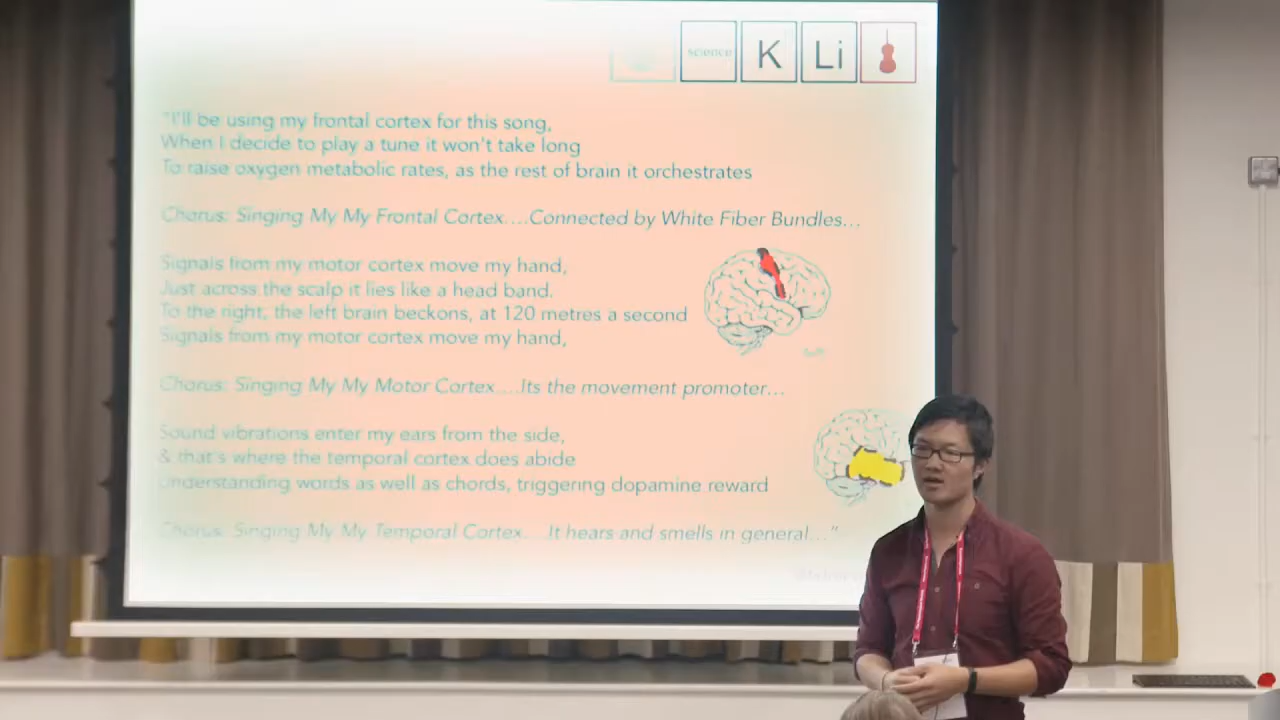 science
K
Li
"I'll be using my frontal cortex for this song,
When I decide to play a tune it won't take long
To raise oxygen metabolic rates, as the rest of brain it orchestrates
Chorus: Singing My My Frontal Cortex....Connected by White Fiber Bundles...
Signals from my motor cortex move my hand,
Just across the scalp it lies like a head band.
To the right, the left brain beckons, at 120 metres a second
Signals from my motor cortex move my hand,
Chorus: Singing My My Motor Cortex....Its the movement promoter...
Sound vibrations enter my ears from the side,
& that's where the temporal cortex does abide
understanding words as well as chords, triggering dopamine reward
Chorus: Singing My My Temporal Cortex....It hears and smells in general..."